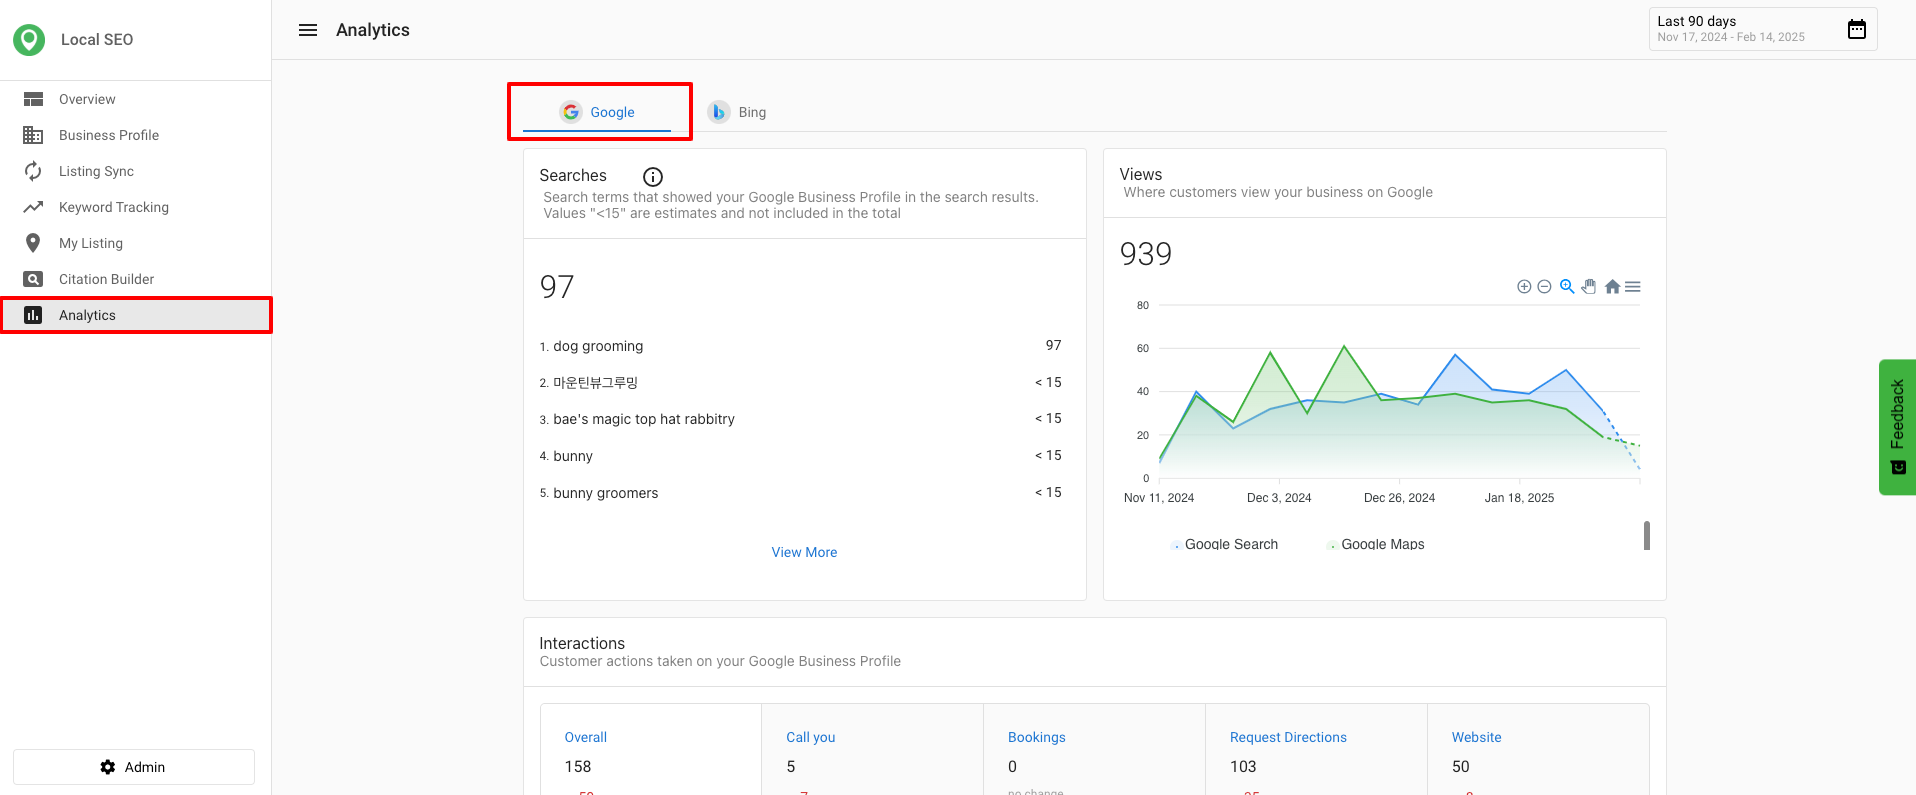 Local SEO
Overview
Business Profile
Listing Sync
Keyword Tracking
My Listing
Citation Builder
Analytics
Admin
Analytics
Last 90 days
Nov 17, 2024 - Feb 14, 2025
Google
Bing
Searches
Search terms that showed your Google Business Profile in the search results.
Values "<15" are estimates and not included in the total
97
1. dog grooming 97
2. 마운틴뷰그루밍 < 15
3. bae's magic top hat rabbitry < 15
4. bunny < 15
5. bunny groomers < 15
View More
Views
Where customers view your business on Google
939
80
60
40
20
0
Nov 11, 2024 Dec 3, 2024 Dec 26, 2024 Jan 18, 2025
Google Search Google Maps
Interactions
Customer actions taken on your Google Business Profile
Overall Call you Bookings Request Directions Website
158 5 0 103 50
no change
Feedback